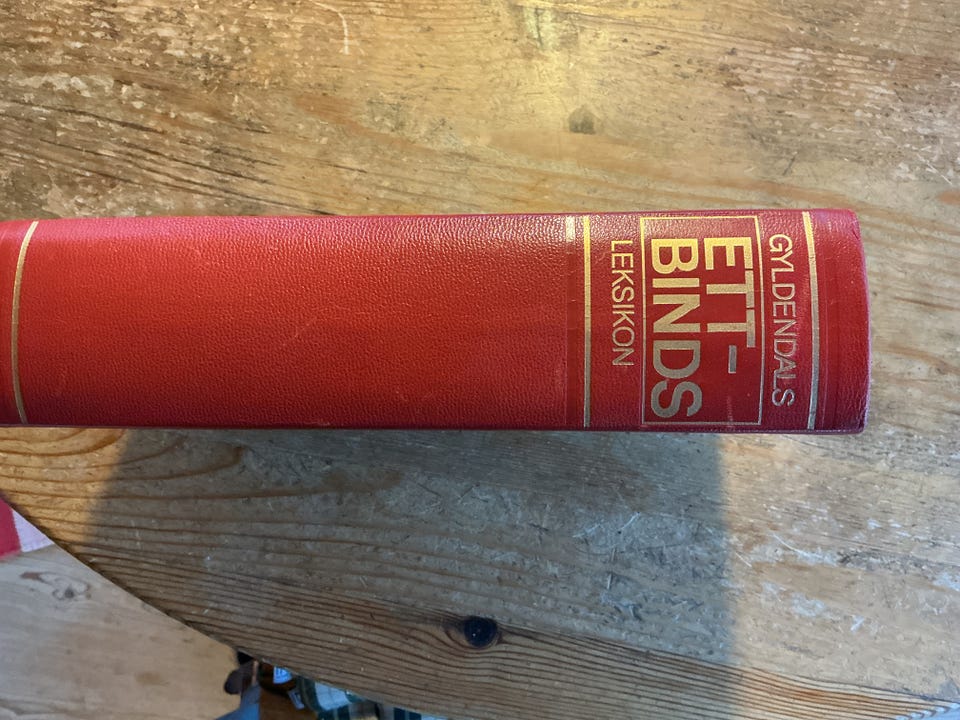 GYLDENDALS
ETT-
BINDS
LEKSIKON